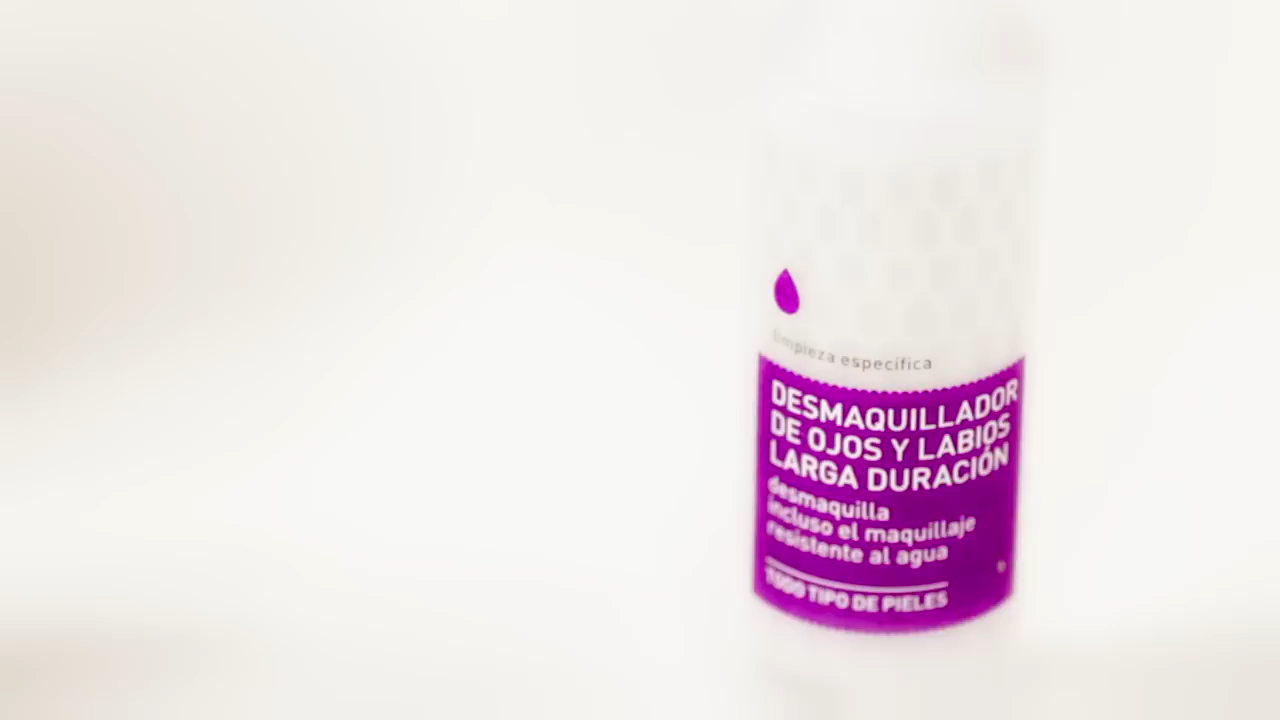 limpieza específica
DESMAQUILLADOR
DE OJOS Y LABIOS
LARGA DURACIÓN
desmaquilla
incluso el maquillaje
resistente al agua
TODO TIPO DE PIELES